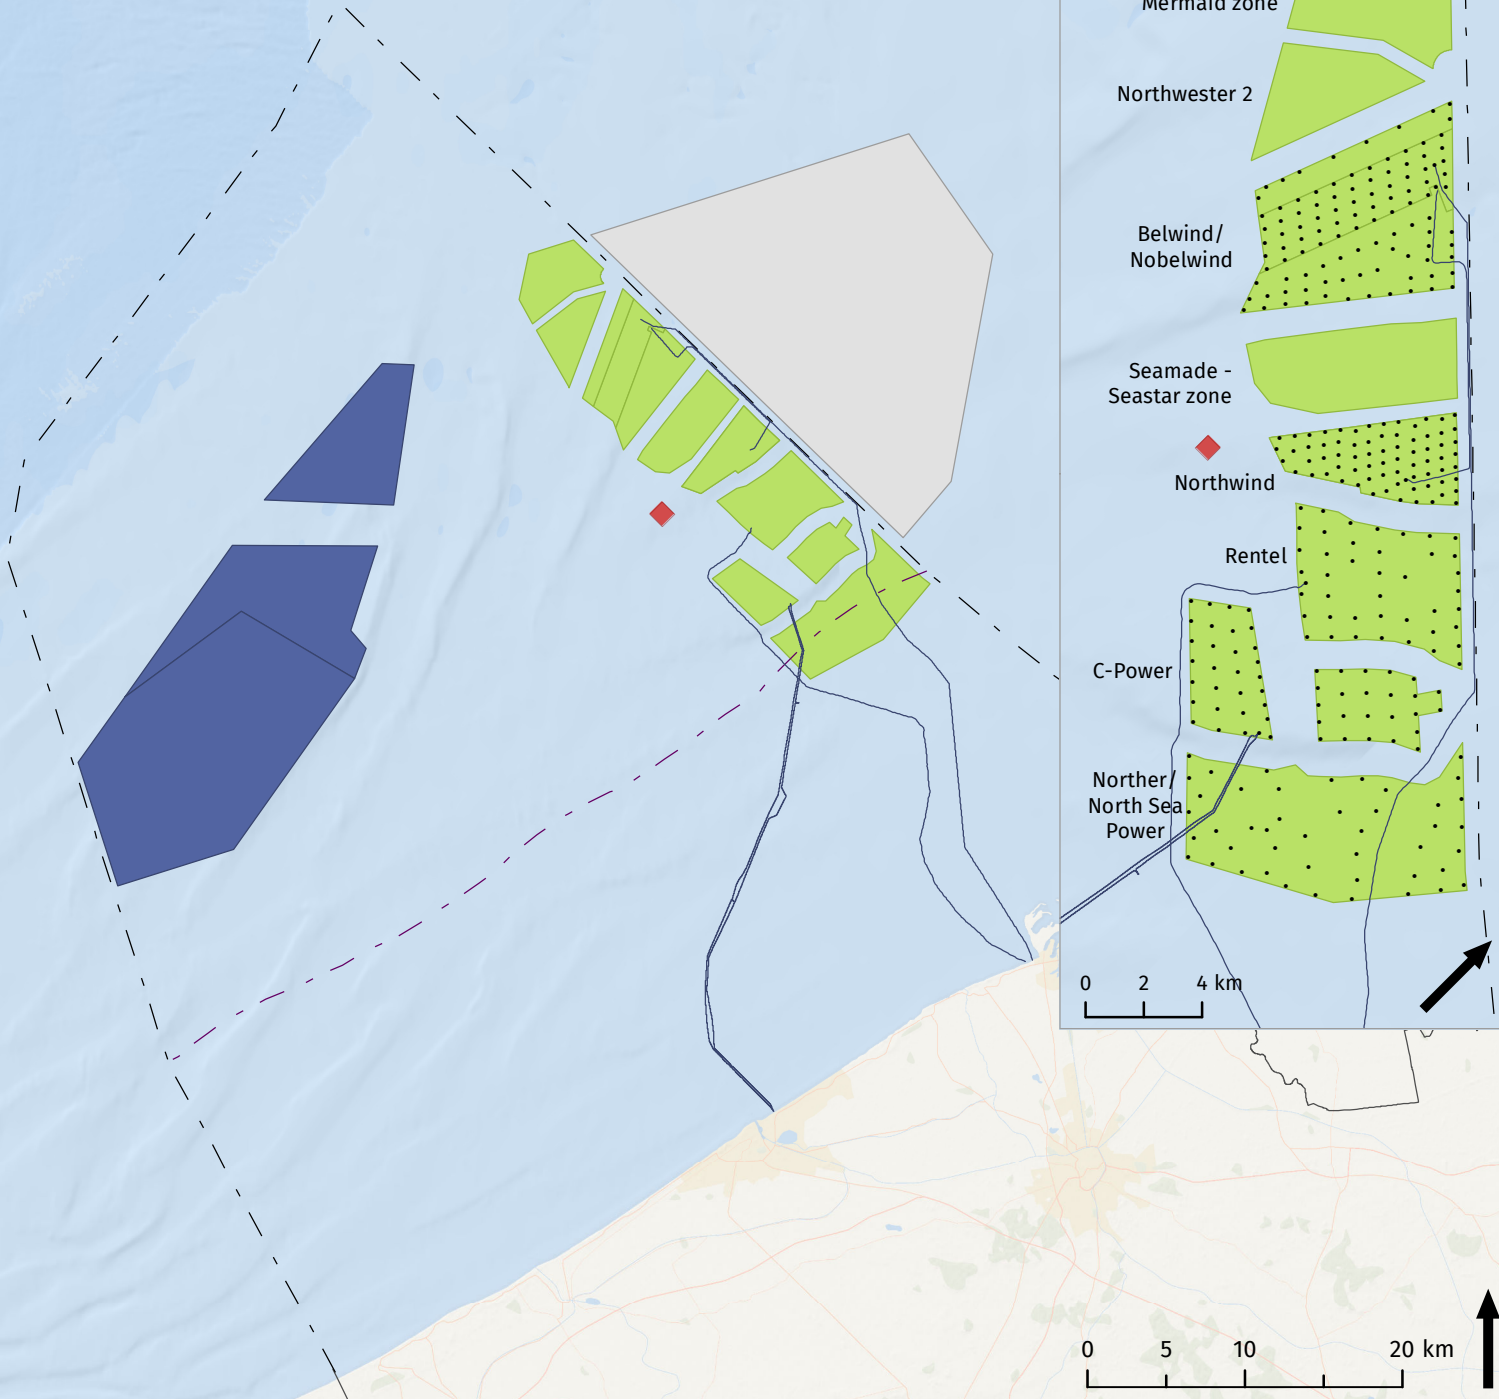 Mermaid zone
Northwester 2
Belwind/
Nobelwind
Seamade -
Seastar zone
Northwind
Rentel
C-Power
Norther/
North Sea
Power
0 2 4 km
0 5 10 20 km